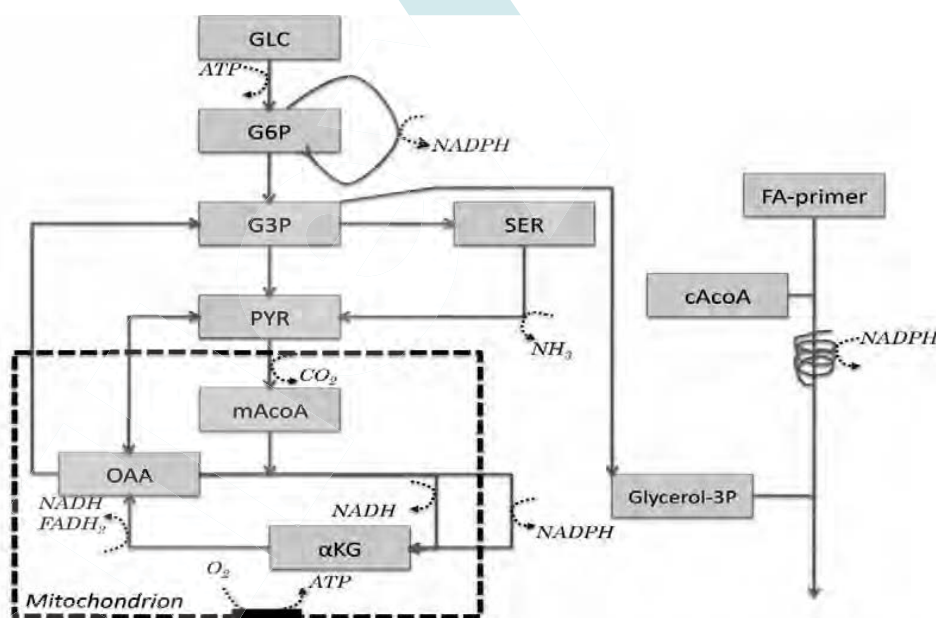 GLC
ATP
G6P
NADPH
FA-primer
G3P
SER
cAcoA
PYR
NADPH
NH₃
CO₂
mAcoA
OAA
Glycerol-3P
NADH
FADH₂
NADH
NADPH
αKG
O₂
ATP
Mitochondrion